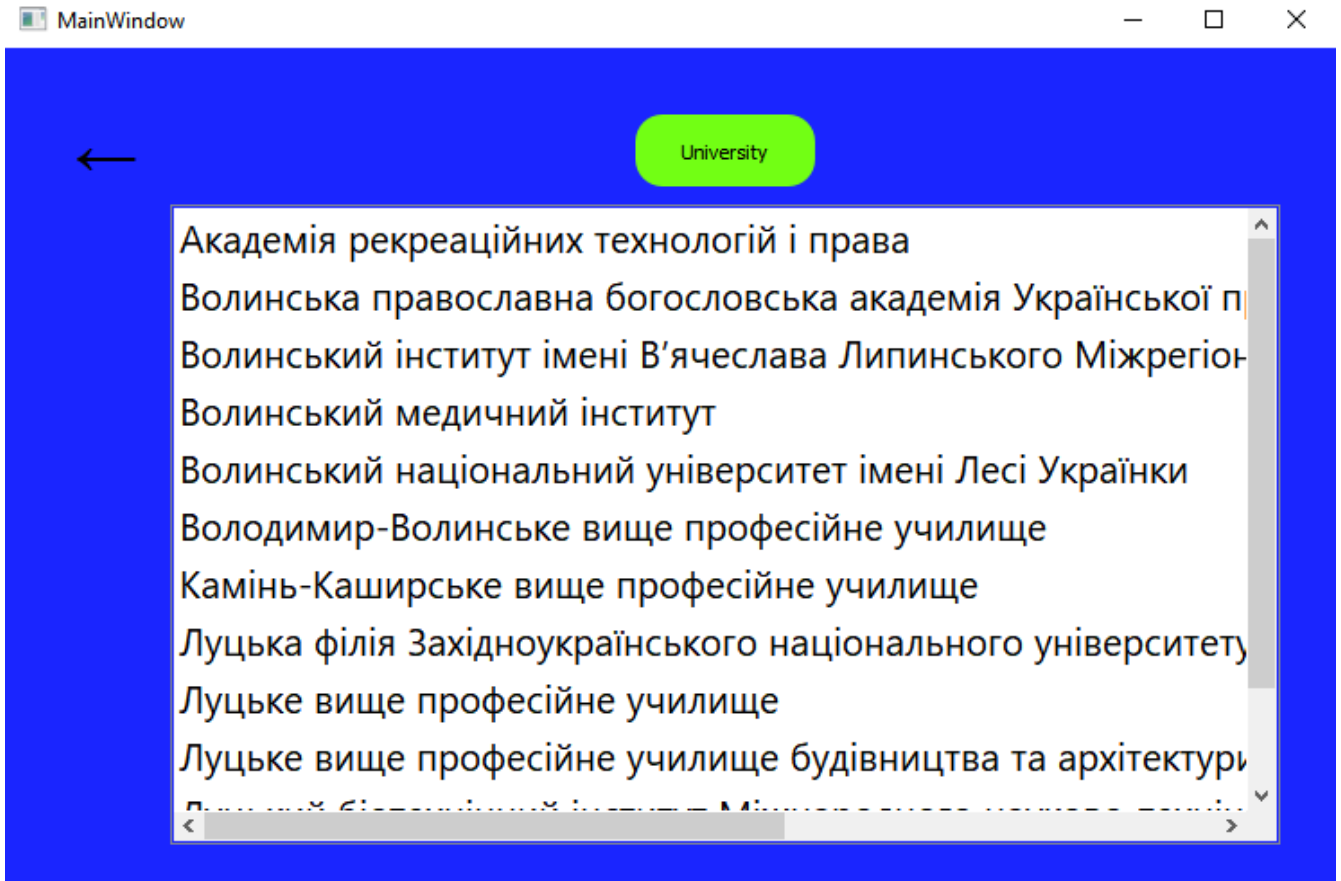 MainWindow
University
Академія рекреаційних технологій і права
Волинська православна богословська академія Української
Волинський інститут імені В’ячеслава Липинського
Волинський медичний інститут
Волинський національний університет імені Лесі Українки
Володимир-Волинське вище професійне училище
Камінь-Каширське вище професійне училище
Луцька філія Західноукраїнського національного університету
Луцьке вище професійне училище
Луцьке вище професійне училище будівництва та архітектури